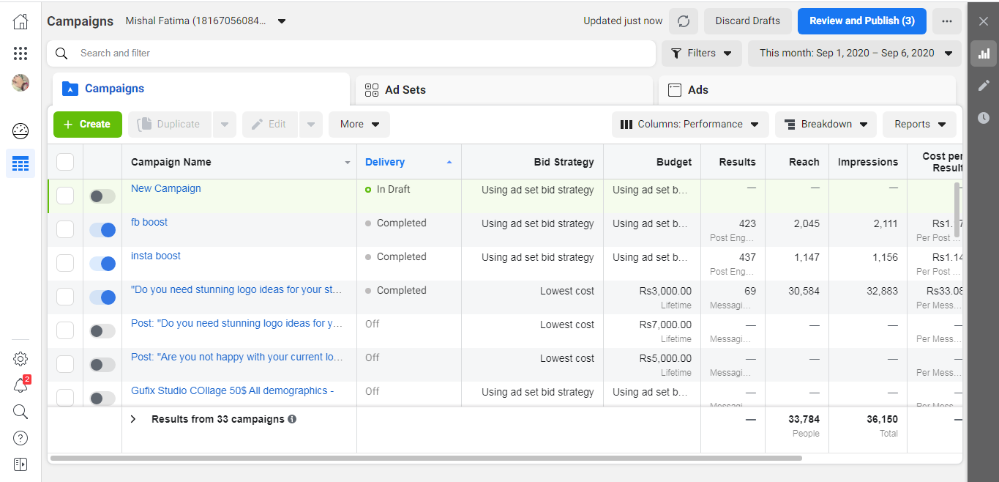 Campaigns Mishal Fatima (18167056084... Updated just now Discard Drafts Review and Publish (3)
Search and filter Filters This month: Sep 1, 2020 – Sep 6, 2020
Campaigns Ad Sets Ads
+ Create Duplicate Edit More Columns: Performance Breakdown Reports
Campaign Name Delivery Bid Strategy Budget Results Reach Impressions Cost per
Result
New Campaign In Draft Using ad set bid strategy Using ad set b... — — —
fb boost Completed Using ad set bid strategy Using ad set b... 423 2,045 2,111
Post Eng... Per Post ...
insta boost Completed Using ad set bid strategy Using ad set b... 437 1,147 1,156 Rs1.14
Post Eng... Per Post ...
"Do you need stunning logo ideas for your st... Completed Lowest cost Rs3,000.00 69 30,584 32,883 Rs33.08
Lifetime Messagi... Per Mess...
Post: "Do you need stunning logo ideas for y... Off Lowest cost Rs7,000.00 — — — —
Lifetime Messagi... Per Mess...
Post: "Are you not happy with your current lo... Off Lowest cost Rs5,000.00 — — — —
Lifetime Messagi... Per Mess...
Gufix Studio COllage 50$ All demographics - Off Using ad set bid strategy Using ad set b... — — — —
Messagi... Per Mess...
2
Results from 33 campaigns — 33,784 36,150 —
People Total